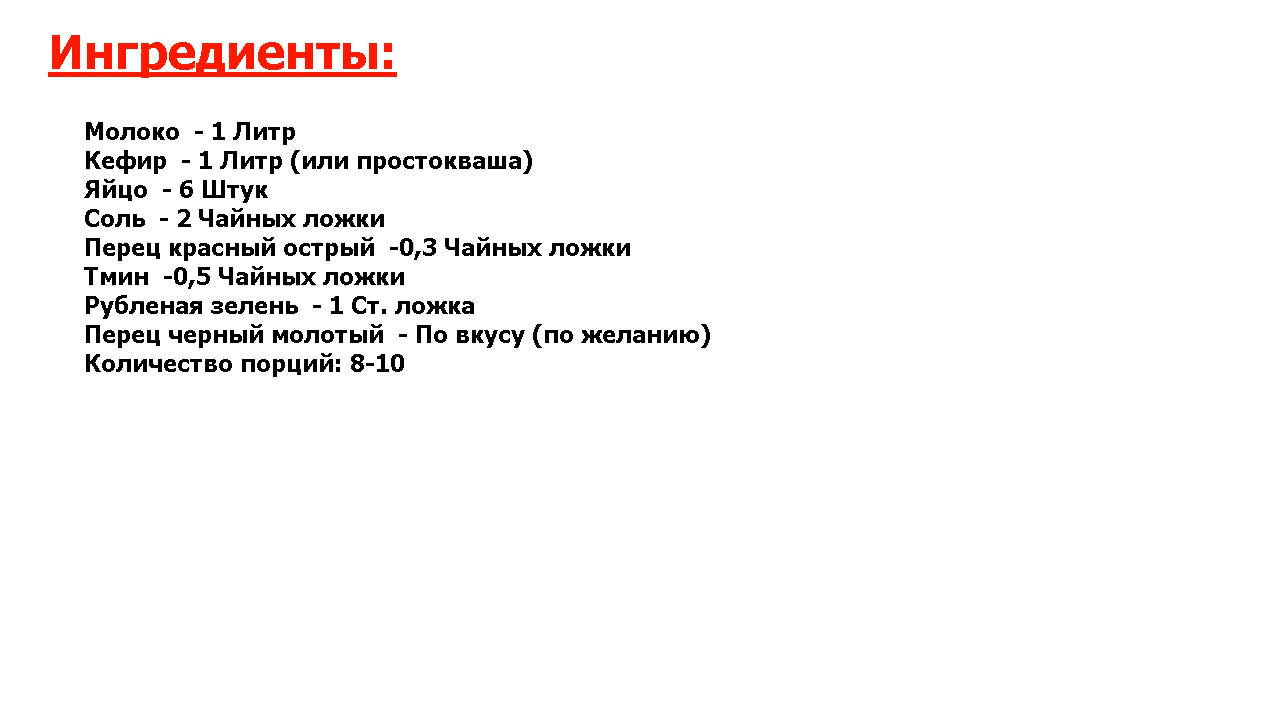 Ингредиенты:
Молоко  - 1 Литр
Кефир  - 1 Литр (или простокваша)
Яйцо  - 6 Штук
Соль  - 2 Чайных ложки
Перец красный острый  -0,3 Чайных ложки
Тмин  -0,5 Чайных ложки
Рубленая зелень  - 1 Ст. ложка
Перец черный молотый  - По вкусу (по желанию)
Количество порций: 8-10